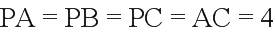 PA = PB = PC = AC = 4